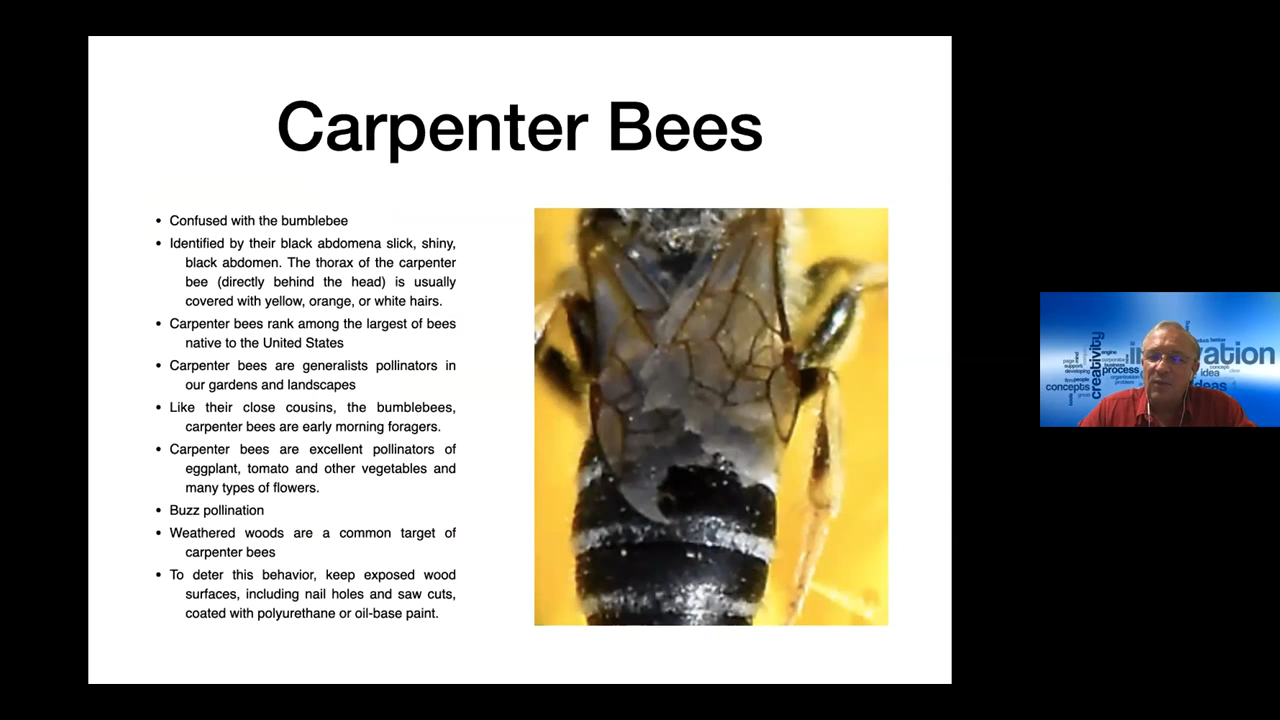 Carpenter Bees
• Confused with the bumblebee
• Identified by their black abdomena slick, shiny,
black abdomen. The thorax of the carpenter
bee (directly behind the head) is usually
covered with yellow, orange, or white hairs.
• Carpenter bees rank among the largest of bees
native to the United States
• Carpenter bees are generalists pollinators in
our gardens and landscapes
• Like their close cousins, the bumblebees,
carpenter bees are early morning foragers.
• Carpenter bees are excellent pollinators of
eggplant, tomato and other vegetables and
many types of flowers.
• Buzz pollination
• Weathered woods are a common target of
carpenter bees
• To deter this behavior, keep exposed wood
surfaces, including nail holes and saw cuts,
coated with polyurethane or oil-base paint.
creativity
engine
process
concepts
idea